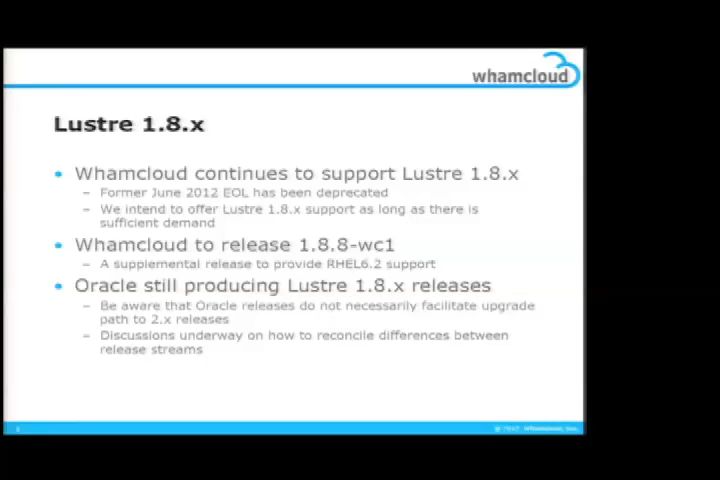 whamcloud
Lustre 1.8.x
• Whamcloud continues to support Lustre 1.8.x
– Former June 2012 EOL has been deprecated
– We intend to offer Lustre 1.8.x support as long as there is
sufficient demand
• Whamcloud to release 1.8.8-wc1
– A supplemental release to provide RHEL6.2 support
• Oracle still producing Lustre 1.8.x releases
– Be aware that Oracle releases do not necessarily facilitate upgrade
path to 2.x releases
– Discussions underway on how to reconcile differences between
release streams
Whamcloud, Inc.